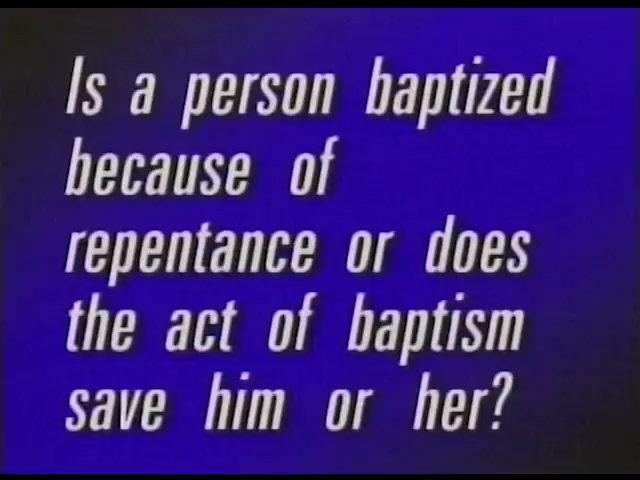 Is a person baptized
because of
repentance or does
the act of baptism
save him or her?